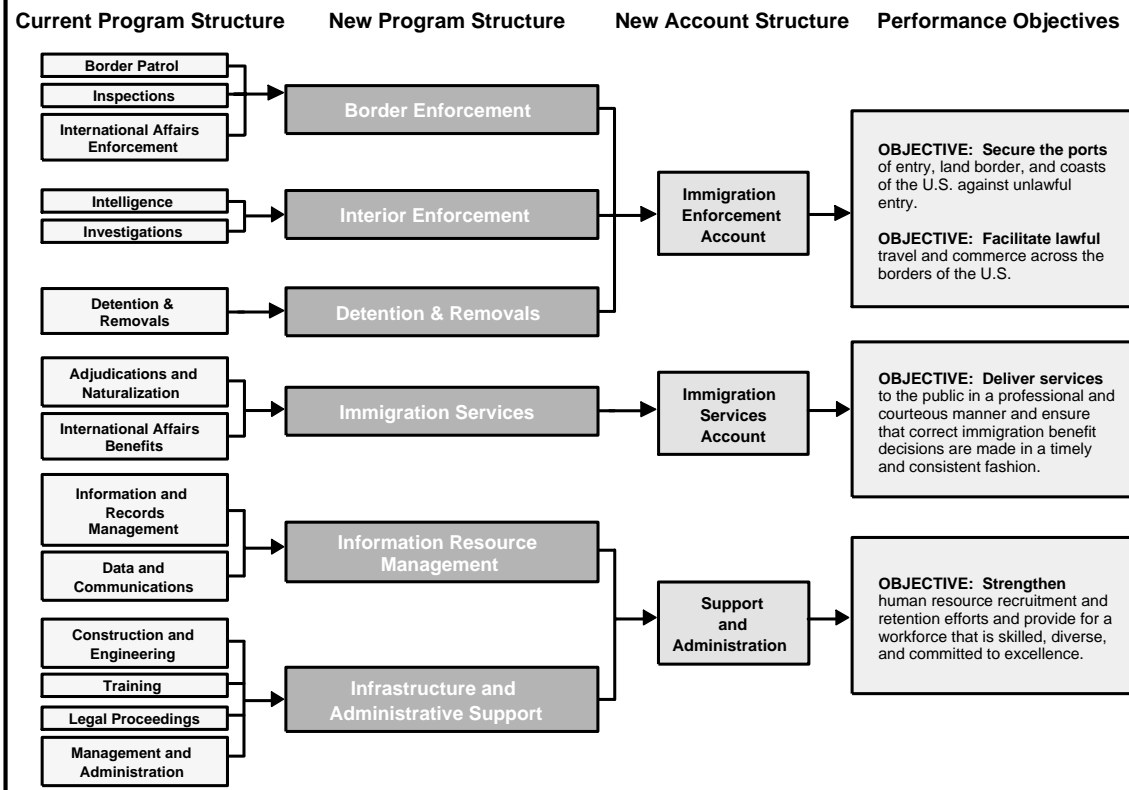 Current Program Structure
New Program Structure
New Account Structure
Performance Objectives
Border Patrol
Inspections
International Affairs
Enforcement
Border Enforcement
Intelligence
Investigations
Interior Enforcement
Detention &
Removals
Detention & Removals
Immigration
Enforcement
Account
OBJECTIVE: Secure the ports
of entry, land border, and coasts
of the U.S. against unlawful
entry.
OBJECTIVE: Facilitate lawful
travel and commerce across the
borders of the U.S.
Adjudications and
Naturalization
International Affairs
Benefits
Immigration Services
Immigration
Services
Account
OBJECTIVE: Deliver services
to the public in a professional and
courteous manner and ensure
that correct immigration benefit
decisions are made in a timely
and consistent fashion.
Information and
Records
Management
Data and
Communications
Information Resource
Management
Construction and
Engineering
Training
Legal Proceedings
Management and
Administration
Infrastructure and
Administrative Support
Support
and
Administration
OBJECTIVE: Strengthen
human resource recruitment and
retention efforts and provide for a
workforce that is skilled, diverse,
and committed to excellence.